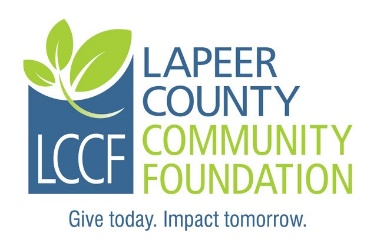 LCCF
LAPEER
COUNTY
COMMUNITY
FOUNDATION
Give today. Impact tomorrow.